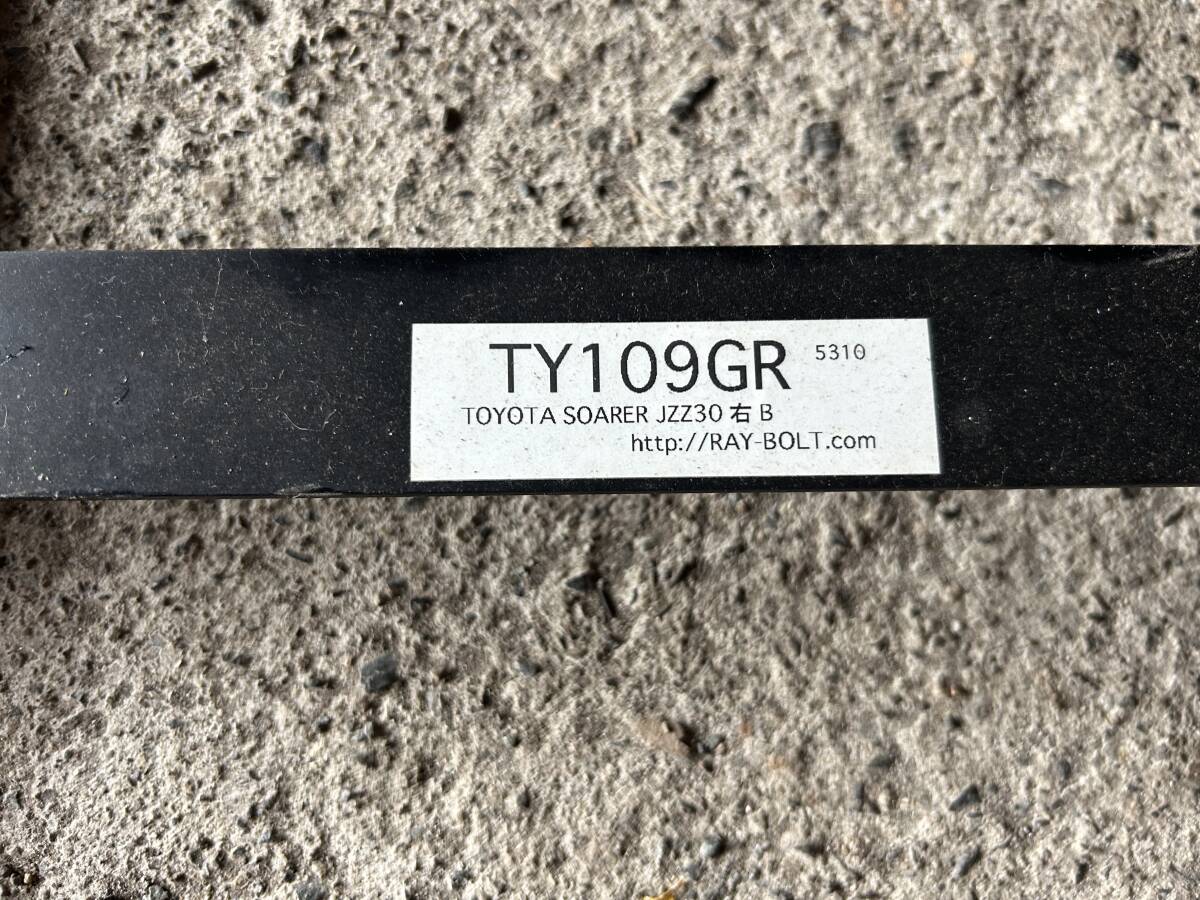 TY109GR 5310
TOYOTA SOARER JZZ30 右 B
http://RAY-BOLT.com